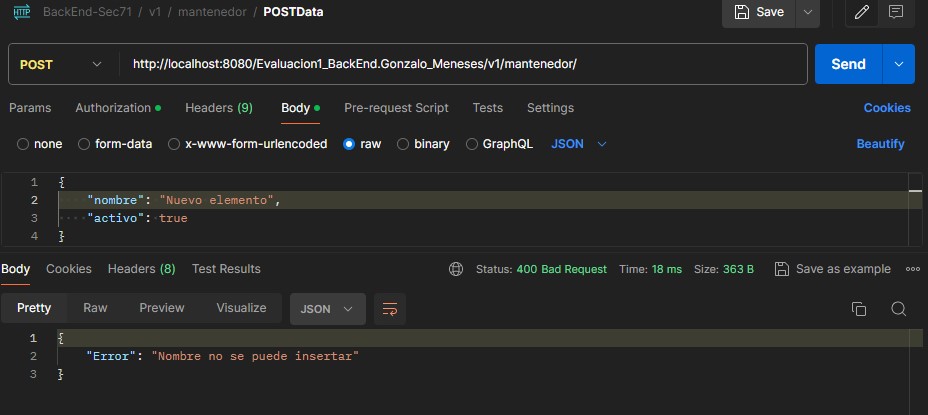 HTTP BackEnd-Sec71 / v1 / mantenedor / POSTData Save
POST http://localhost:8080/Evaluacion1_BackEnd.Gonzalo_Meneses/v1/mantenedor/ Send
Params Authorization Headers (9) Body Pre-request Script Tests Settings Cookies
none form-data x-www-form-urlencoded raw binary GraphQL JSON Beautify
1 {
2 "nombre": "Nuevo elemento",
3 "activo": true
4 }
Body Cookies Headers (8) Test Results Status: 400 Bad Request Time: 18 ms Size: 363 B Save as example
Pretty Raw Preview Visualize JSON
1 {
2 "Error": "Nombre no se puede insertar"
3 }